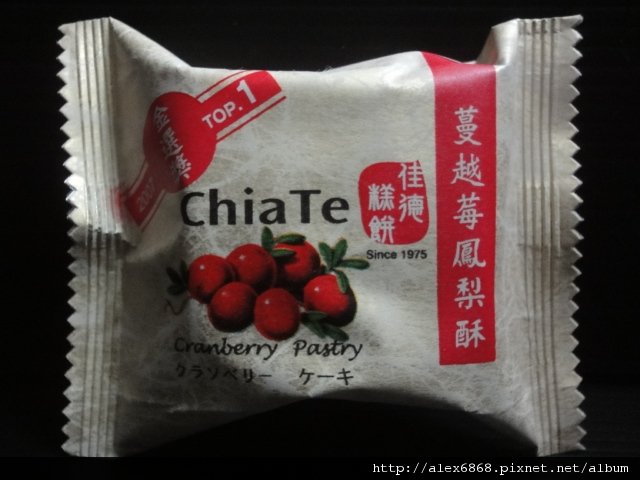 金選獎
2007
TOP.1
ChiaTe
佳德
糕餅
Since 1975
蔓越莓鳳梨酥
Cranberry Pastry
クランベリー ケーキ
http://alex6868.pixnet.net/album